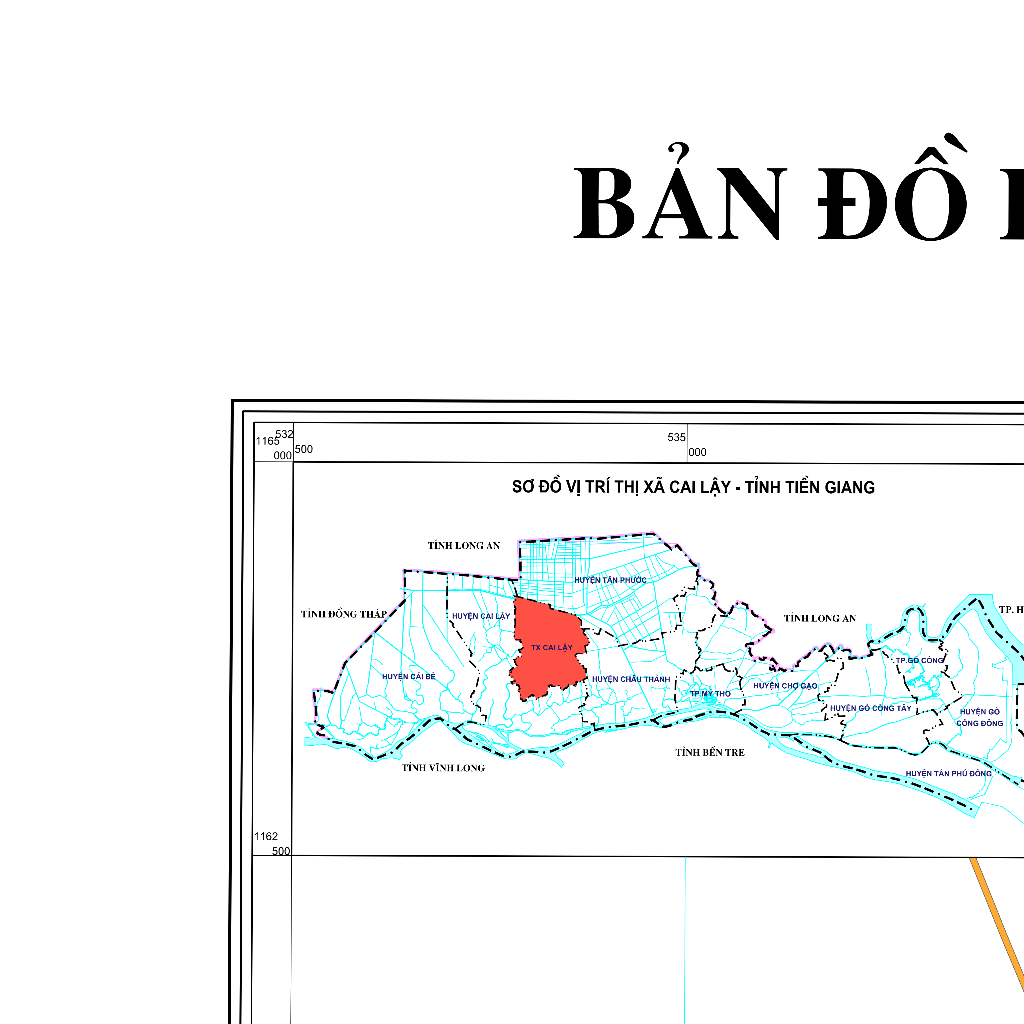 BẢN ĐỒ
532
1165
500
000
535
000
SƠ ĐỒ VỊ TRÍ THỊ XÃ CAI LẬY - TỈNH TIỀN GIANG
TỈNH LONG AN
HUYỆN TÂN PHƯỚC
TỈNH ĐỒNG THÁP
HUYỆN CAI LẬY
TỈNH LONG AN
TP. H
TX CAI LẬY
TP.GÒ CÔNG
HUYỆN CÁI BÈ
HUYỆN CHÂU THÀNH
HUYỆN CHỢ GẠO
TP MỸ THO
HUYỆN GÒ CÔNG TÂY
HUYỆN GÒ
CÔNG ĐÔNG
TỈNH BẾN TRE
TỈNH VĨNH LONG
HUYỆN TÂN PHÚ ĐÔNG
1162
500